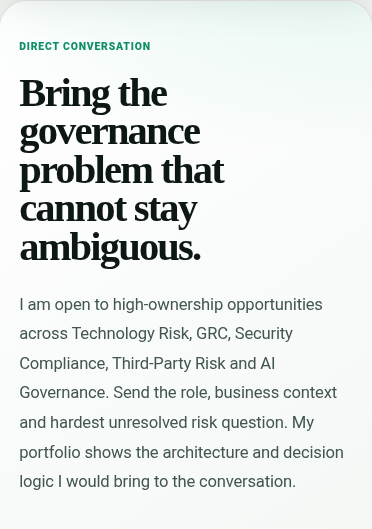 DIRECT CONVERSATION
Bring the
governance
problem that
cannot stay
ambiguous.
I am open to high-ownership opportunities
across Technology Risk, GRC, Security
Compliance, Third-Party Risk and AI
Governance. Send the role, business context
and hardest unresolved risk question. My
portfolio shows the architecture and decision
logic I would bring to the conversation.